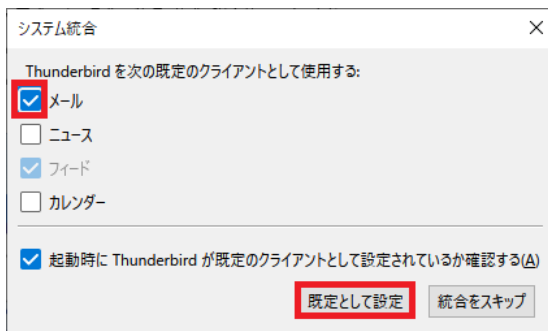 システム統合
Thunderbird を次の既定のクライアントとして使用する:
メール
ニュース
フィード
カレンダー
起動時に Thunderbird が既定のクライアントとして設定されているか確認する(A)
既定として設定 統合をスキップ